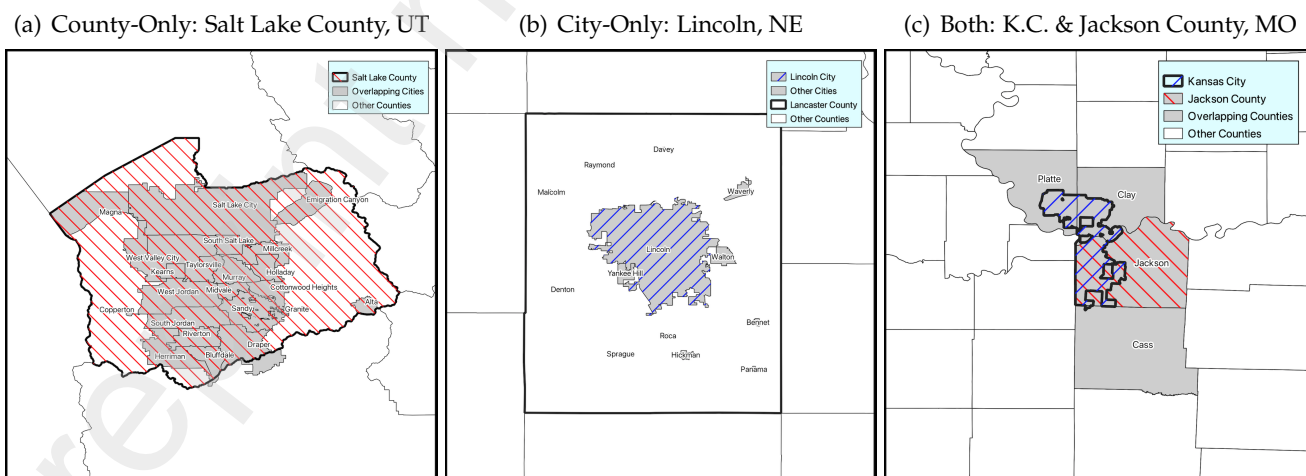 (a) County-Only: Salt Lake County, UT
(b) City-Only: Lincoln, NE
(c) Both: K.C. & Jackson County, MO
Salt Lake County
Overlapping Cities
Other Counties
Magna
Salt Lake City
Emigration Canyon
South Salt Lake
West Valley City
Millcreek
Kearns
Taylorsville
Murray
Holladay
West Jordan
Midvale
Cottonwood Heights
Copperton
Sandy
Granite
Alta
South Jordan
Riverton
Draper
Herriman
Bluffdale
Lincoln City
Other Cities
Lancaster County
Other Counties
Davey
Raymond
Malcolm
Waverly
Lincoln
Walton
Yankee Hill
Denton
Bennet
Roca
Sprague
Hickman
Panama
Kansas City
Jackson County
Overlapping Counties
Other Counties
Platte
Clay
Jackson
Cass